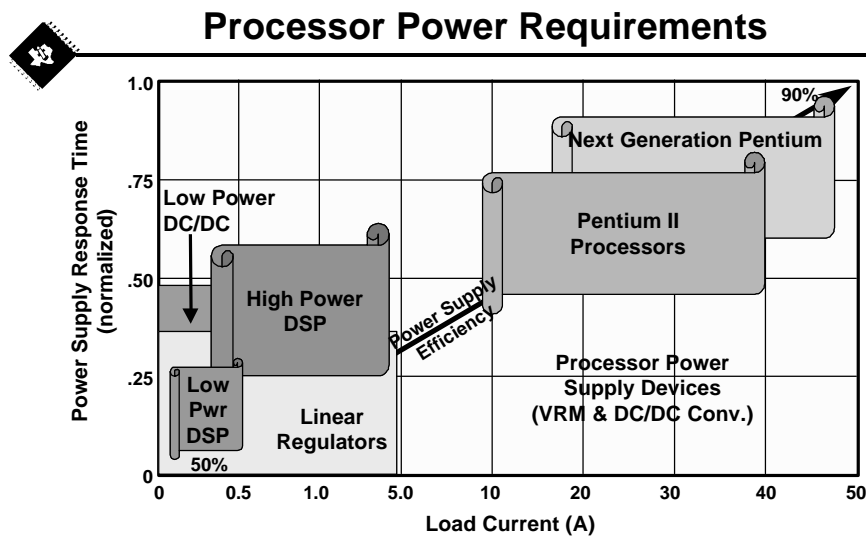 Processor Power Requirements
Power Supply Response Time
(normalized)
1.0
.75
.50
.25
0
90%
Next Generation Pentium
Low Power
DC/DC
Pentium II
Processors
High Power
DSP
Power Supply
Efficiency
Low
Pwr
DSP
Linear
Regulators
Processor Power
Supply Devices
(VRM & DC/DC Conv.)
50%
0 0.5 1.0 5.0 10 20 30 40 50
Load Current (A)